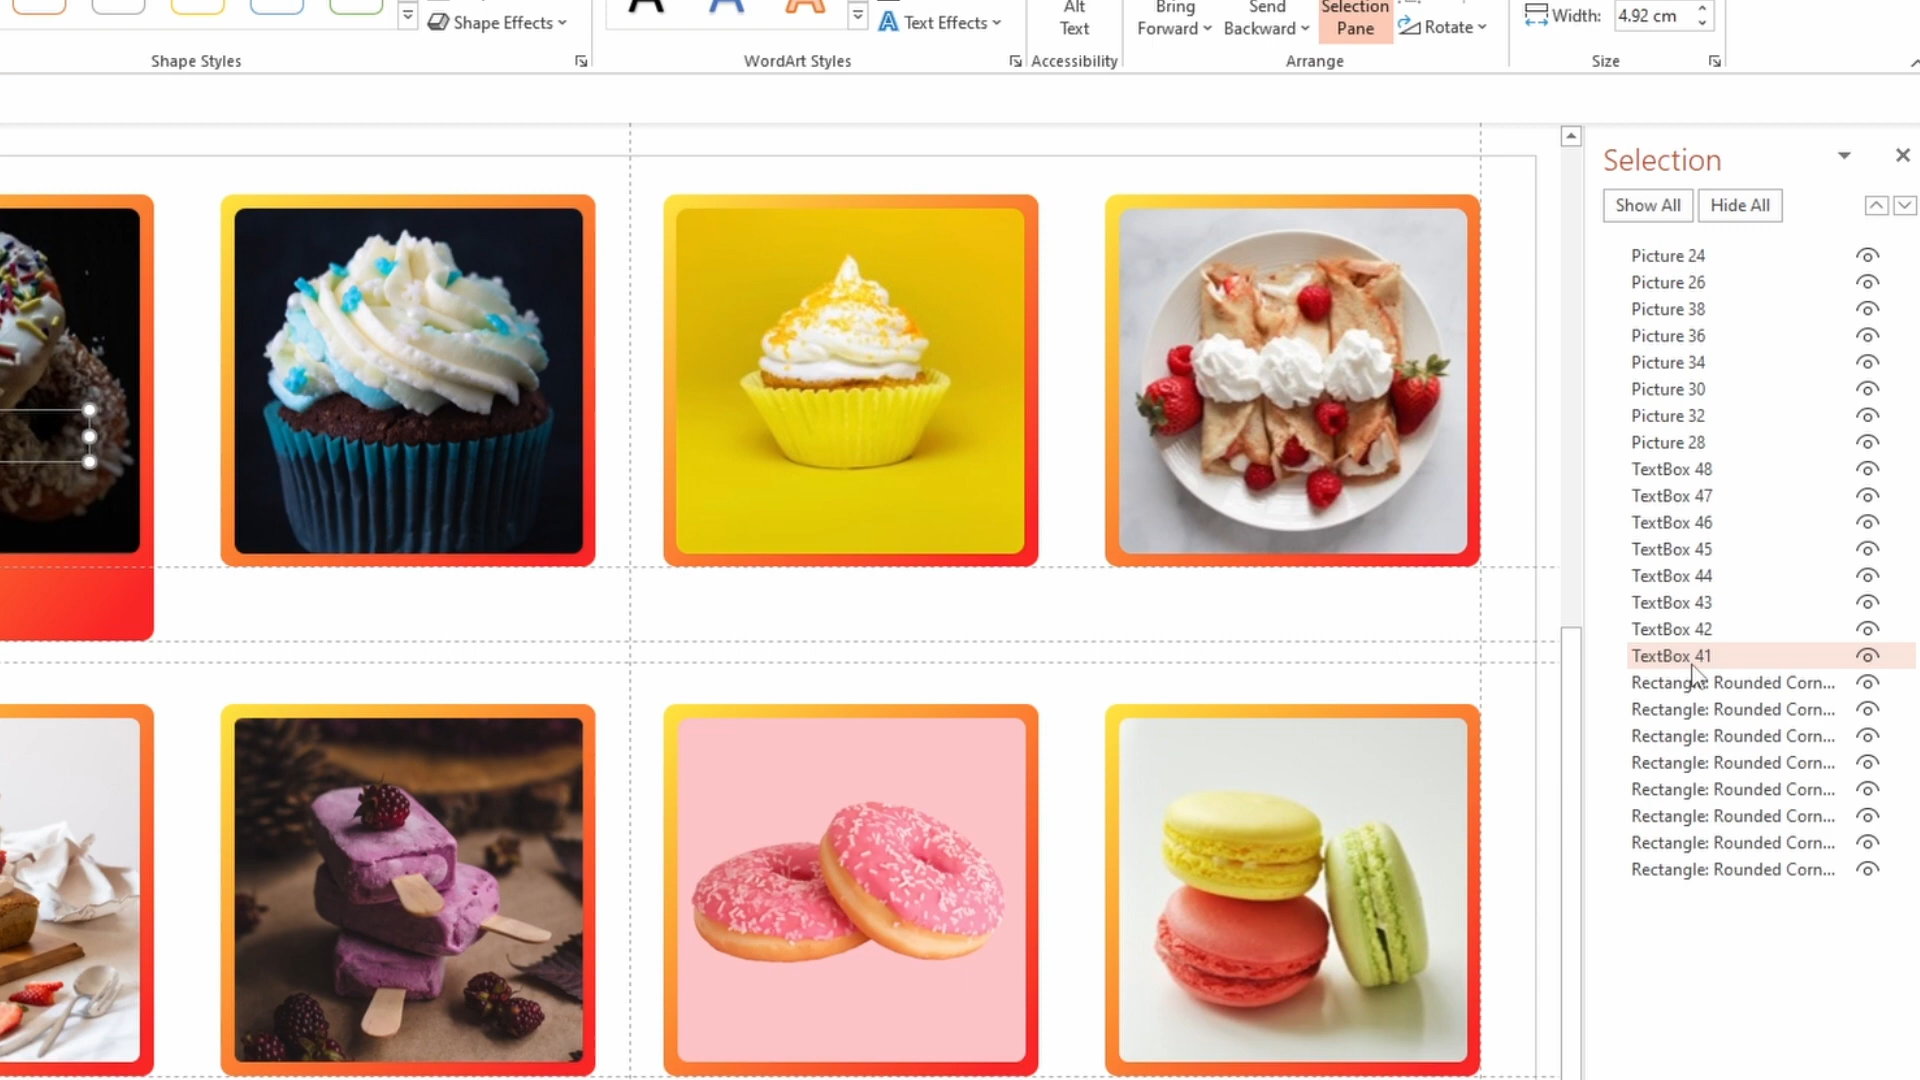 Alt
Text
Bring
Forward
Send
Backward
Selection
Pane
Rotate
Width: 4.92 cm
Shape Effects
Text Effects
Shape Styles
WordArt Styles
Accessibility
Arrange
Size
Selection
Show All
Hide All
Picture 24
Picture 26
Picture 38
Picture 36
Picture 34
Picture 30
Picture 32
Picture 28
TextBox 48
TextBox 47
TextBox 46
TextBox 45
TextBox 44
TextBox 43
TextBox 42
TextBox 41
Rectangle: Rounded Corn...
Rectangle: Rounded Corn...
Rectangle: Rounded Corn...
Rectangle: Rounded Corn...
Rectangle: Rounded Corn...
Rectangle: Rounded Corn...
Rectangle: Rounded Corn...
Rectangle: Rounded Corn...